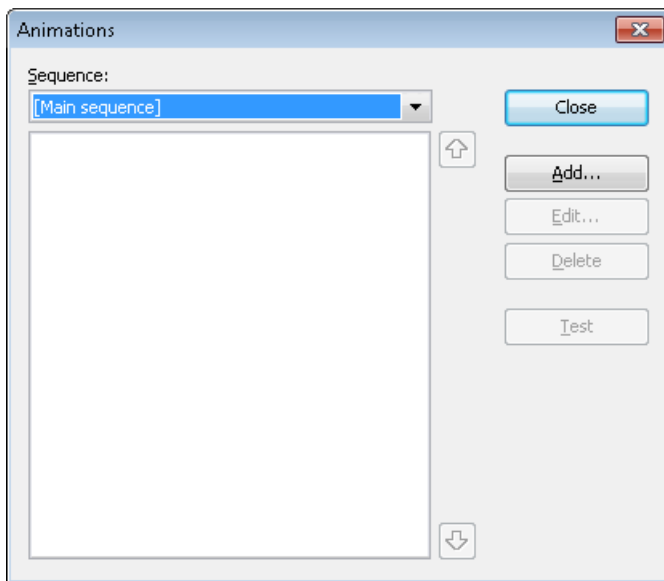 Animations
Sequence:
[Main sequence]
Close
Add...
Edit...
Delete
Test